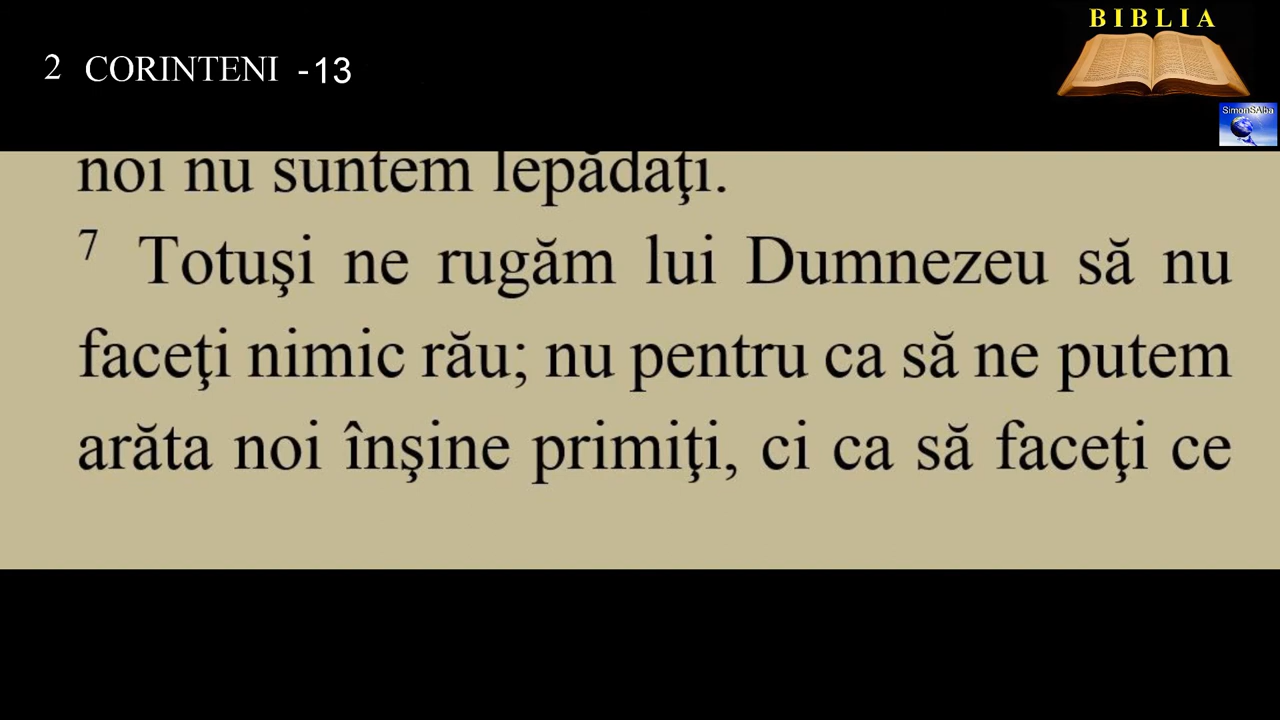 BIBLIA
2 CORINTENI -13
SimonSAlba
noi nu suntem lepădaţi.
7 Totuşi ne rugăm lui Dumnezeu să nu
faceţi nimic rău; nu pentru ca să ne putem
arăta noi înşine primiţi, ci ca să faceţi ce